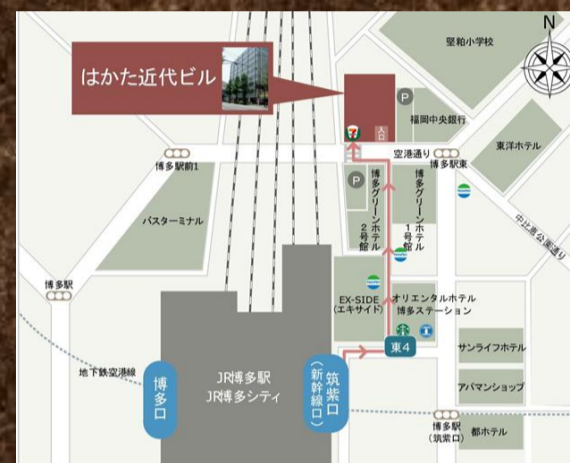 堅粕小学校
N
はかた近代ビル
P
福岡中央銀行
7
入口
東洋ホテル
空港通り
博多駅前1
博多駅東
P
博多グリーンホテル
2号館
博多グリーンホテル
1号館
バスターミナル
中比恵公園通り
博多駅
EX-SIDE
(エキサイド)
オリエンタルホテル
博多ステーション
東4
サンライフホテル
地下鉄空港線
博多口
JR博多駅
JR博多シティ
筑紫口
(新幹線口)
アパマンショップ
博多駅
(筑紫口)
都ホテル